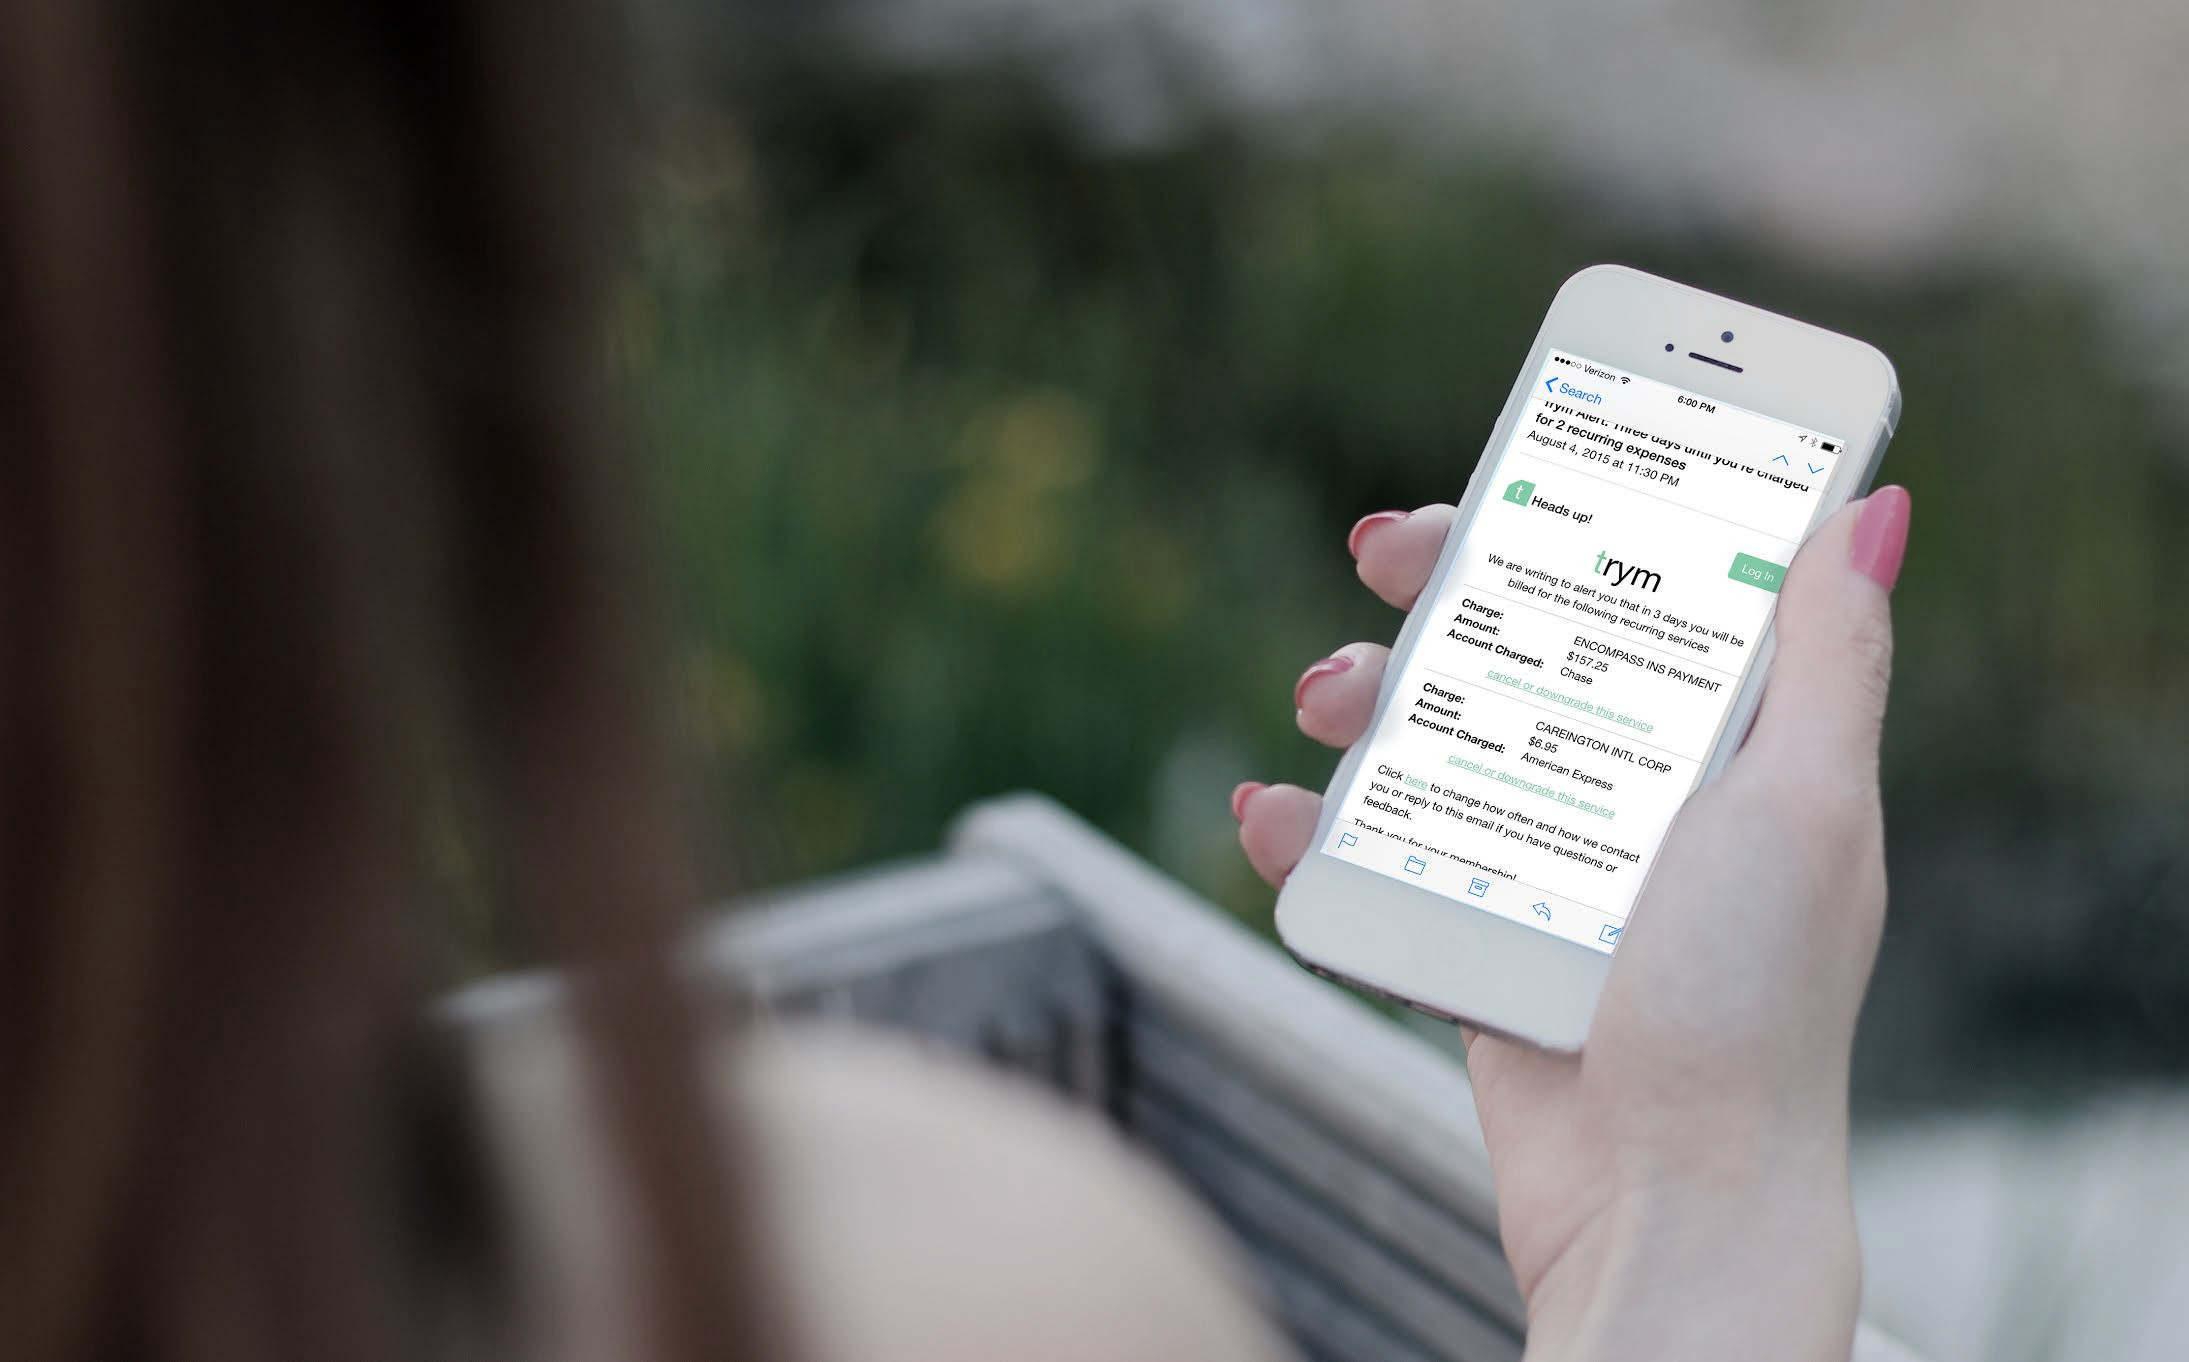 Verizon
6:00 PM
Search
Trym Alert: Three days until you're charged
for 2 recurring expenses
August 4, 2015 at 11:30 PM
t Heads up!
trym
Log In
We are writing to alert you that in 3 days you will be
billed for the following recurring services
Charge: ENCOMPASS INS PAYMENT
Amount: $157.25
Account Charged: Chase
cancel or downgrade this service
Charge: CAREINGTON INTL CORP
Amount: $6.95
Account Charged: American Express
cancel or downgrade this service
Click here to change how often and how we contact
you or reply to this email if you have questions or
feedback.
Thank you for your membership!